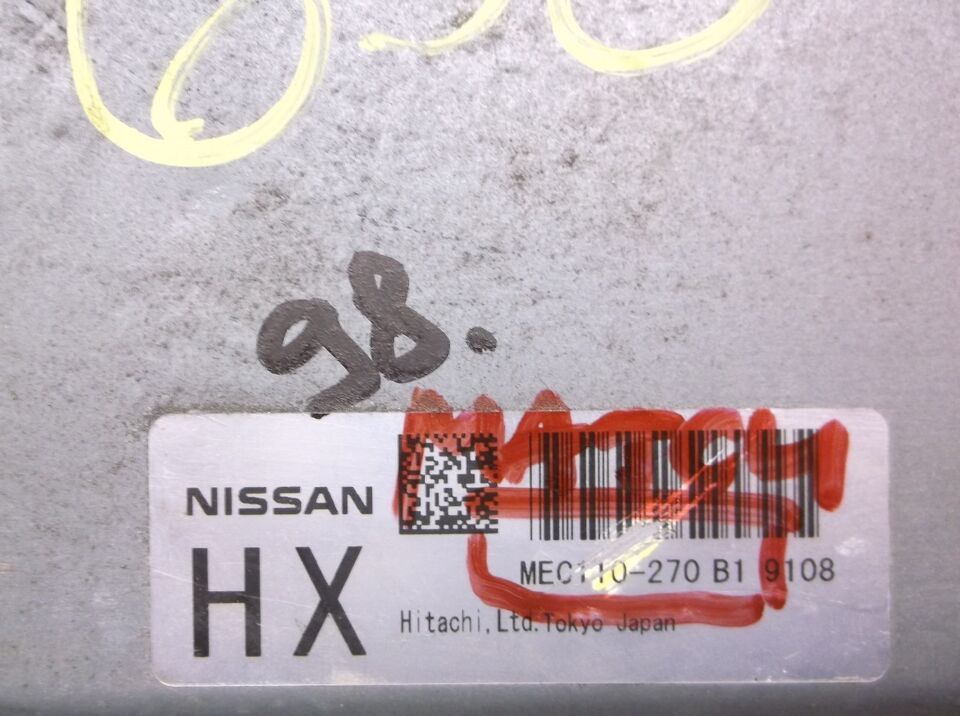 98.
NISSAN
HX
MEC110-270 B1 9108
Hitachi,Ltd.Tokyo Japan